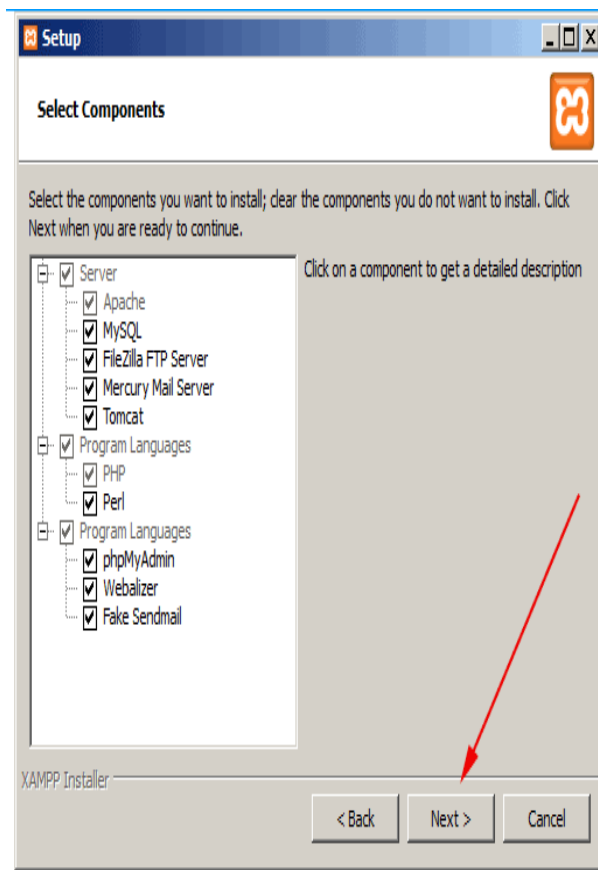 Setup
Select Components
Select the components you want to install; clear the components you do not want to install. Click
Next when you are ready to continue.
Server
Apache
MySQL
FileZilla FTP Server
Mercury Mail Server
Tomcat
Program Languages
PHP
Perl
Program Languages
phpMyAdmin
Webalizer
Fake Sendmail
Click on a component to get a detailed description
XAMPP Installer
< Back
Next >
Cancel